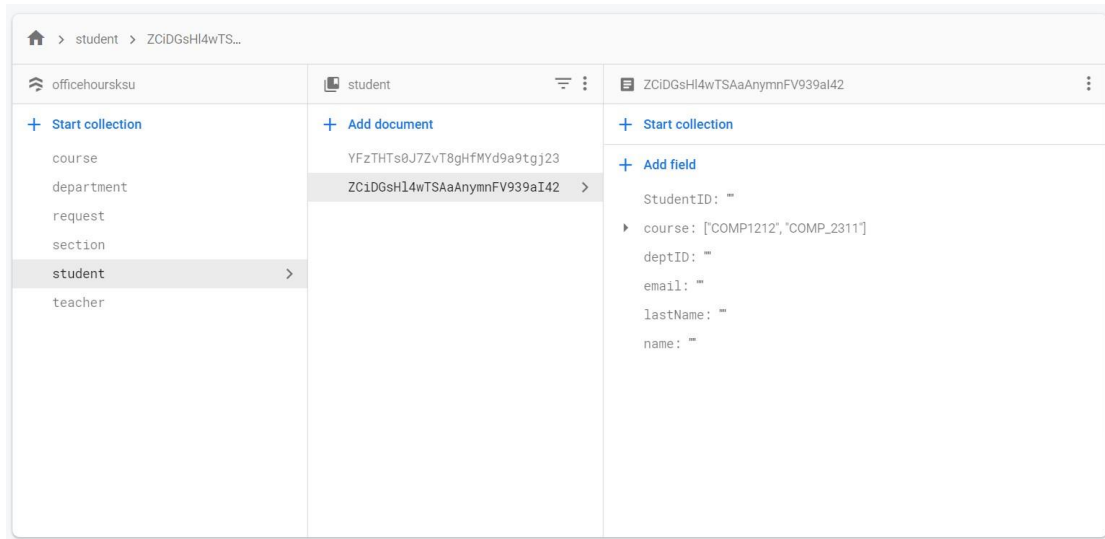 student > ZCiDGsHl4wTS...
officehoursksu
+ Start collection
course
department
request
section
student
teacher
student
+ Add document
YFzTHTs0J7ZvT8gHfMYd9a9tgj23
ZCiDGsHl4wTSAaAnymnFV939aI42
ZCiDGsHl4wTSAaAnymnFV939aI42
+ Start collection
+ Add field
StudentID: ""
course: ["COMP1212", "COMP_2311"]
deptID: ""
email: ""
lastName: ""
name: ""